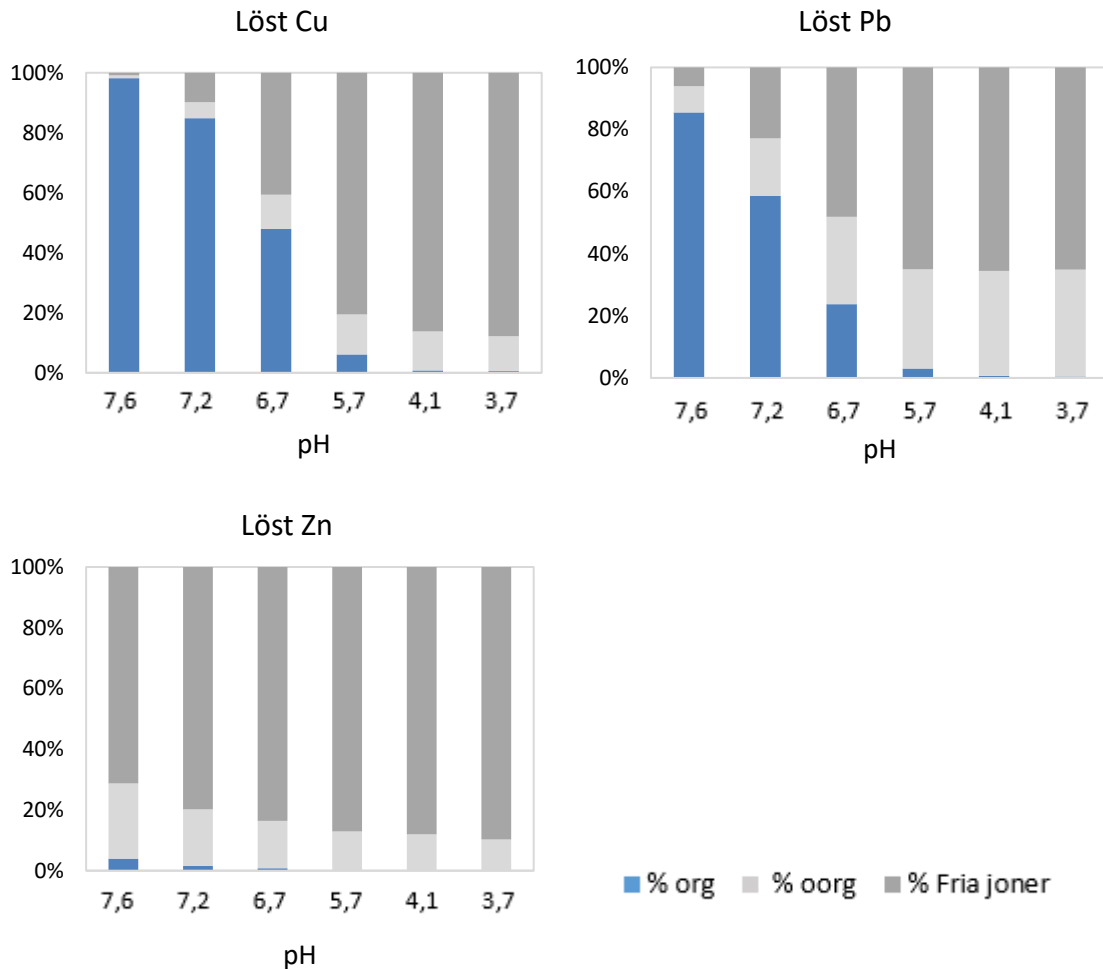 Löst Cu
100%
80%
60%
40%
20%
0%
7,6 7,2 6,7 5,7 4,1 3,7
pH
Löst Pb
100%
80%
60%
40%
20%
0%
7,6 7,2 6,7 5,7 4,1 3,7
pH
Löst Zn
100%
80%
60%
40%
20%
0%
7,6 7,2 6,7 5,7 4,1 3,7
pH
% org % oorg % Fria joner